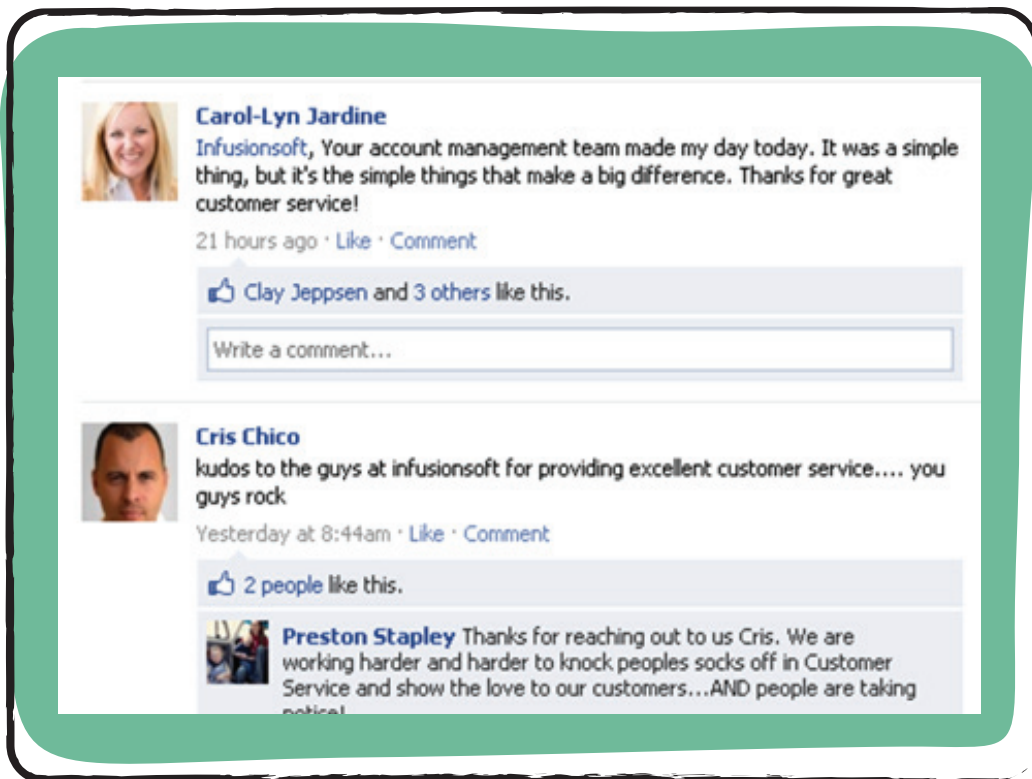 Carol-Lyn Jardine
Infusionsoft, Your account management team made my day today. It was a simple
thing, but it's the simple things that make a big difference. Thanks for great
customer service!
21 hours ago · Like · Comment
Clay Jeppsen and 3 others like this.
Write a comment...
Cris Chico
kudos to the guys at infusionsoft for providing excellent customer service.... you
guys rock
Yesterday at 8:44am · Like · Comment
2 people like this.
Preston Stapley Thanks for reaching out to us Cris. We are
working harder and harder to knock peoples socks off in Customer
Service and show the love to our customers...AND people are taking
notice!